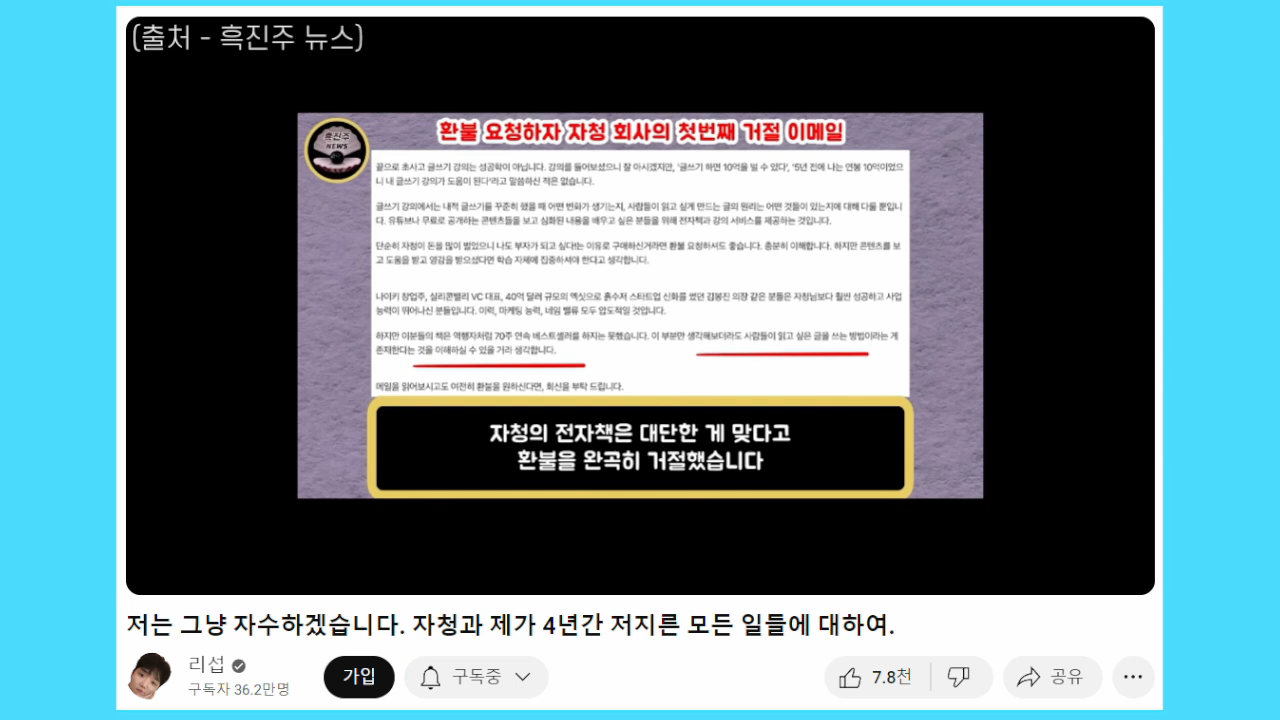 (출처 - 흑진주 뉴스)
흑진주
NEWS
환불 요청하자 자청 회사의 첫번째 거절 이메일
끝으로 초사고 글쓰기 강의는 성공학이 아닙니다. 강의를 들어보셨으니 잘 아시겠지만, '글쓰기 하면 10억을 벌 수 있다', '5년 전에 나는 연봉 10억이었으
니 내 글쓰기 강의가 도움이 된다'라고 말씀하신 적은 없습니다.
글쓰기 강의에서는 내적 글쓰기를 꾸준히 했을 때 어떤 변화가 생기는지, 사람들이 읽고 싶게 만드는 글의 원리는 어떤 것들이 있는지에 대해 다룰 뿐입니
다. 유튜브나 무료로 공개하는 콘텐츠들을 보고 심화된 내용을 배우고 싶은 분들을 위해 전자책과 강의 서비스를 제공하는 것입니다.
단순히 자청이 돈을 많이 벌었으니 나도 부자가 되고 싶다는 이유로 구매하신거라면 환불 요청하셔도 좋습니다. 충분히 이해합니다. 하지만 콘텐츠를 보
고 도움을 받고 영감을 받으셨다면 학습 자체에 집중하셔야 한다고 생각합니다.
나이키 창업주, 실리콘밸리 VC 대표, 40억 달러 규모의 엑싯으로 흙수저 스타트업 신화를 썼던 김봉진 의장 같은 분들은 자청님보다 훨씬 성공하고 사업
능력이 뛰어나신 분들입니다. 이력, 마케팅 능력, 네임 밸류 모두 압도적일 것입니다.
하지만 이분들의 책은 역행자처럼 70주 연속 베스트셀러를 하지는 못했습니다. 이 부분만 생각해보더라도 사람들이 읽고 싶은 글을 쓰는 방법이라는 게
존재한다는 것을 이해하실 수 있을 거라 생각합니다.
메일을 읽어보시고도 여전히 환불을 원하신다면, 회신을 부탁 드립니다.
자청의 전자책은 대단한 게 맞다고
환불을 완곡히 거절했습니다
저는 그냥 자수하겠습니다. 자청과 제가 4년간 저지른 모든 일들에 대하여.
리섭
구독자 36.2만명
가입
구독중
7.8천
공유